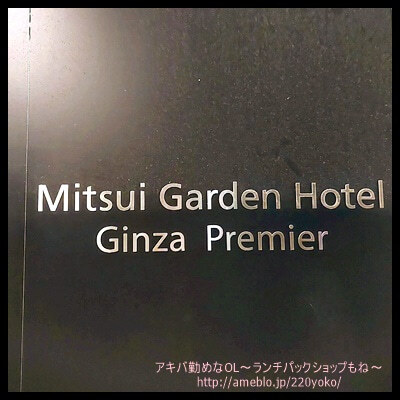 Mitsui Garden Hotel
Ginza Premier
アキバ勤めなOL～ランチパックショップもね～
http://ameblo.jp/220yoko/